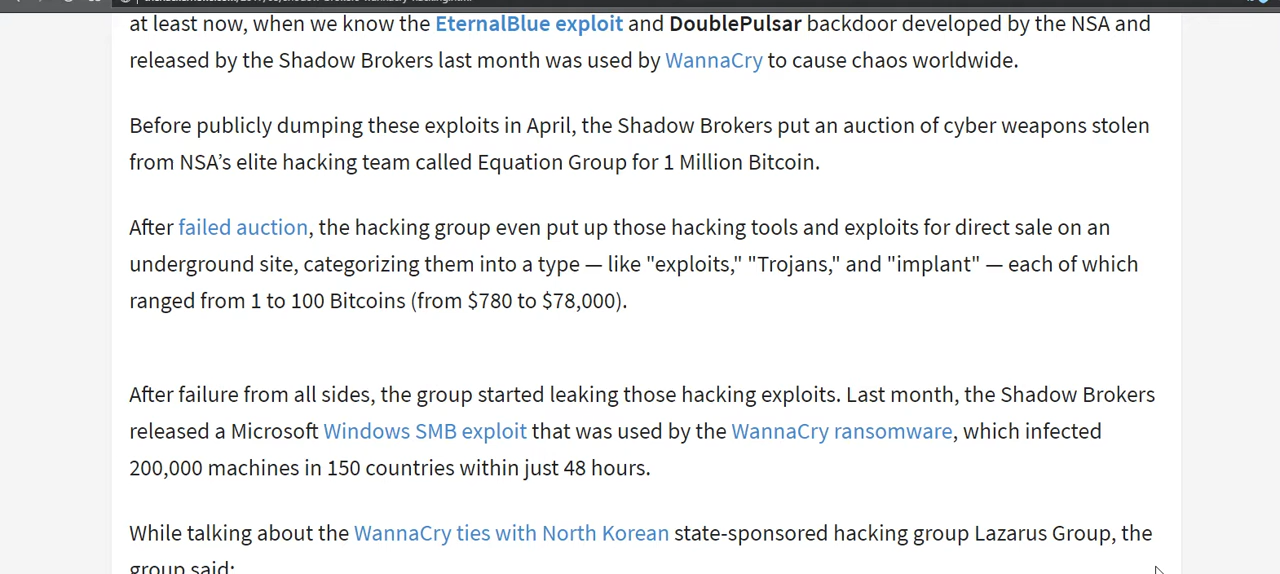 at least now, when we know the EternalBlue exploit and DoublePulsar backdoor developed by the NSA and
released by the Shadow Brokers last month was used by WannaCry to cause chaos worldwide.
Before publicly dumping these exploits in April, the Shadow Brokers put an auction of cyber weapons stolen
from NSA’s elite hacking team called Equation Group for 1 Million Bitcoin.
After failed auction, the hacking group even put up those hacking tools and exploits for direct sale on an
underground site, categorizing them into a type — like "exploits," "Trojans," and "implant" — each of which
ranged from 1 to 100 Bitcoins (from $780 to $78,000).
After failure from all sides, the group started leaking those hacking exploits. Last month, the Shadow Brokers
released a Microsoft Windows SMB exploit that was used by the WannaCry ransomware, which infected
200,000 machines in 150 countries within just 48 hours.
While talking about the WannaCry ties with North Korean state-sponsored hacking group Lazarus Group, the
group said: